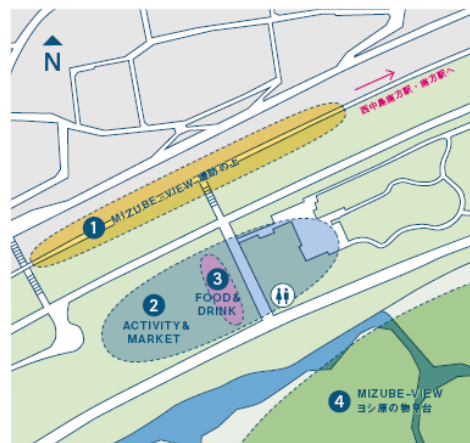 N
西中島南方駅・南方駅へ
1 MIZUBE-VIEW 堤防の上
3
FOOD&
DRINK
2
ACTIVITY&
MARKET
4 MIZUBE-VIEW
ヨシ原の物見台